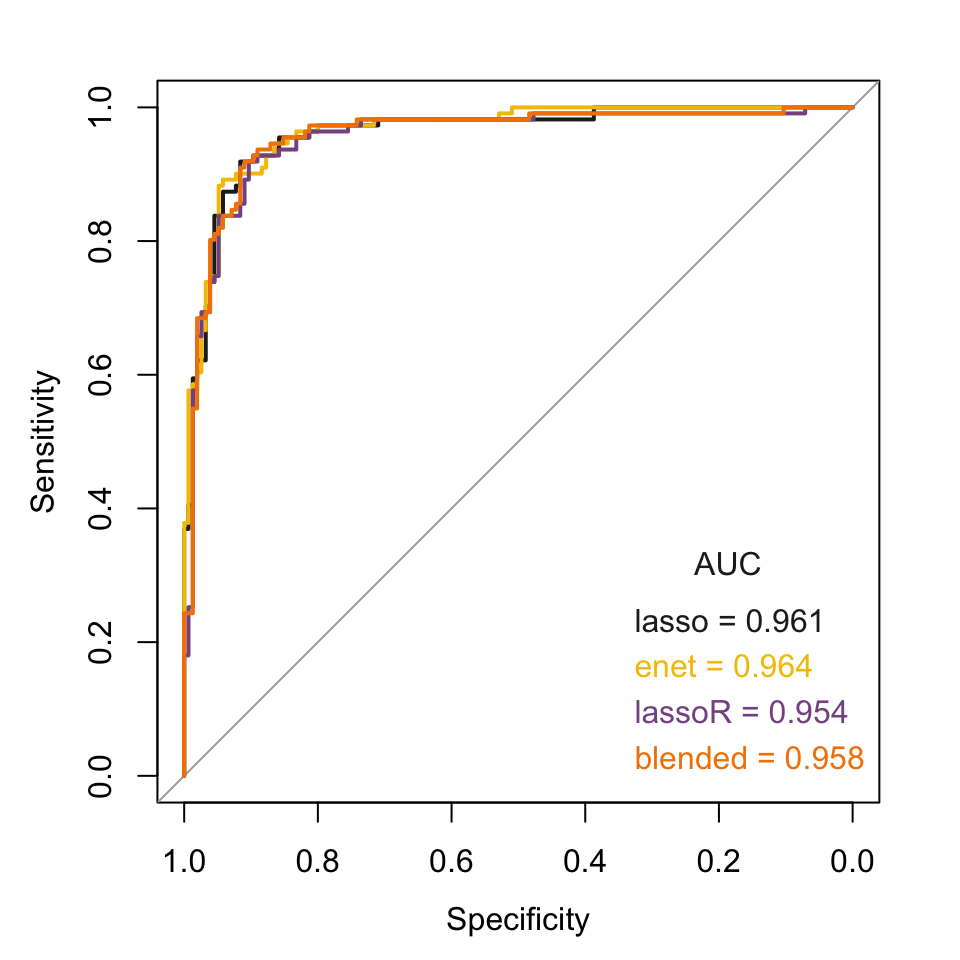 1.0
0.8
0.6
0.4
0.2
0.0
Sensitivity
AUC
lasso = 0.961
enet = 0.964
lassoR = 0.954
blended = 0.958
1.0 0.8 0.6 0.4 0.2 0.0
Specificity